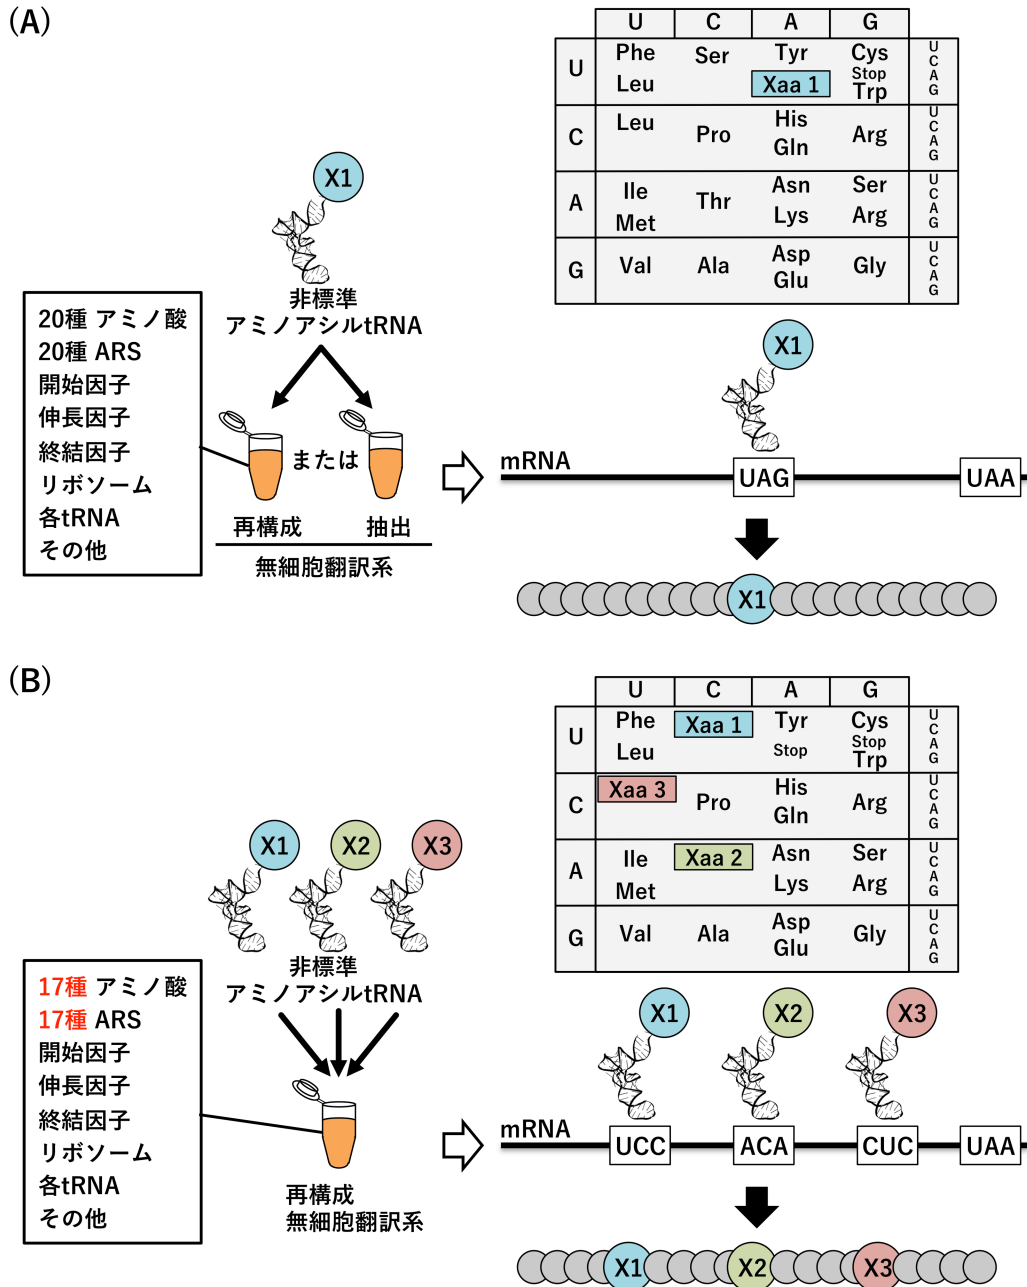 (A)
U C A G
U Phe Ser Tyr Cys U
Leu Xaa 1 Stop C
Trp A
G
C Leu Pro His Arg U
Gln C
A
G
A Ile Thr Asn Ser U
Met Lys Arg C
A
G
G Val Ala Asp Gly U
Glu C
A
G
X1
非標準
アミノアシルtRNA
20種 アミノ酸
20種 ARS
開始因子
伸長因子
終結因子
リボソーム
各tRNA
その他
または
再構成 抽出
無細胞翻訳系
X1
mRNA
UAG UAA
X1
(B)
U C A G
U Phe Xaa 1 Tyr Cys U
Leu Stop Stop C
Trp A
G
C Xaa 3 Pro His Arg U
Gln C
A
G
A Ile Xaa 2 Asn Ser U
Met Lys Arg C
A
G
G Val Ala Asp Gly U
Glu C
A
G
X1 X2 X3
非標準
アミノアシルtRNA
17種 アミノ酸
17種 ARS
開始因子
伸長因子
終結因子
リボソーム
各tRNA
その他
再構成
無細胞翻訳系
X1 X2 X3
mRNA
UCC ACA CUC UAA
X1 X2 X3